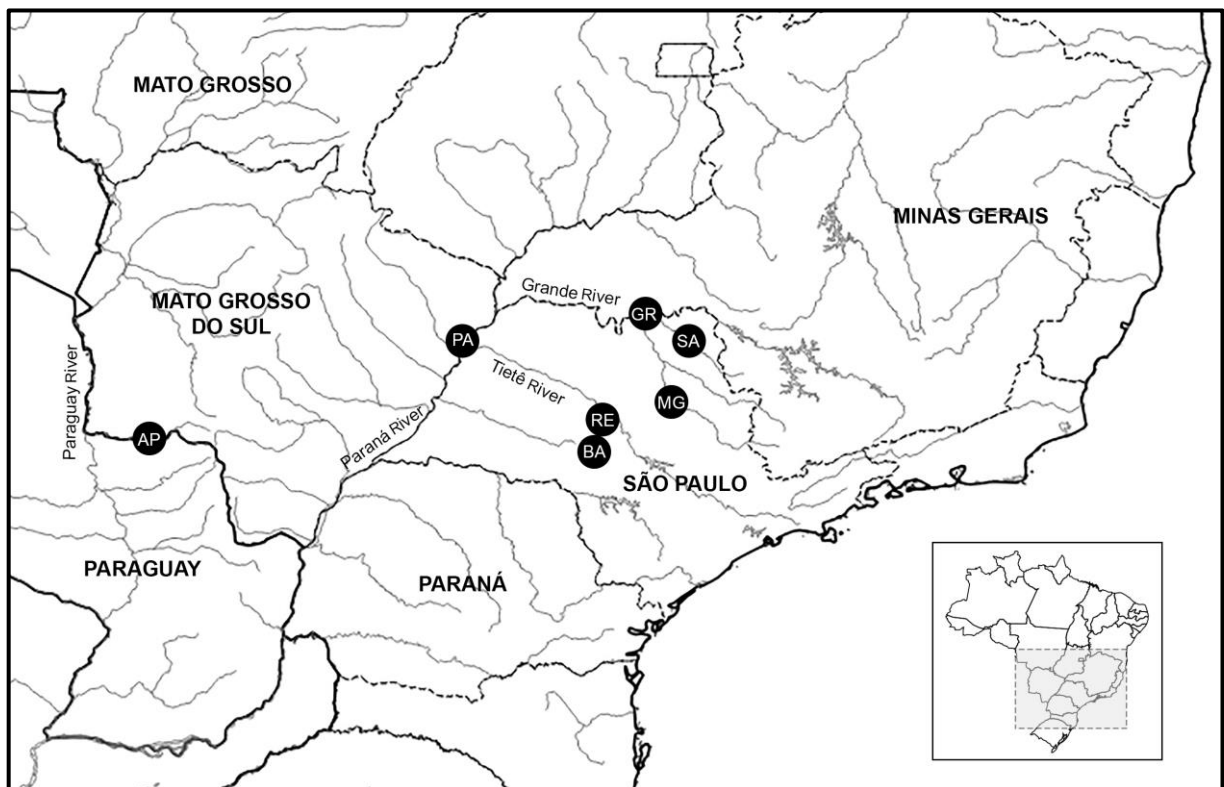 MATO GROSSO
MINAS GERAIS
Grande River
MATO GROSSO
DO SUL
GR
PA
SA
Tietê River
Paraguay River
MG
RE
Paraná River
AP
BA
SÃO PAULO
PARAGUAY
PARANÁ